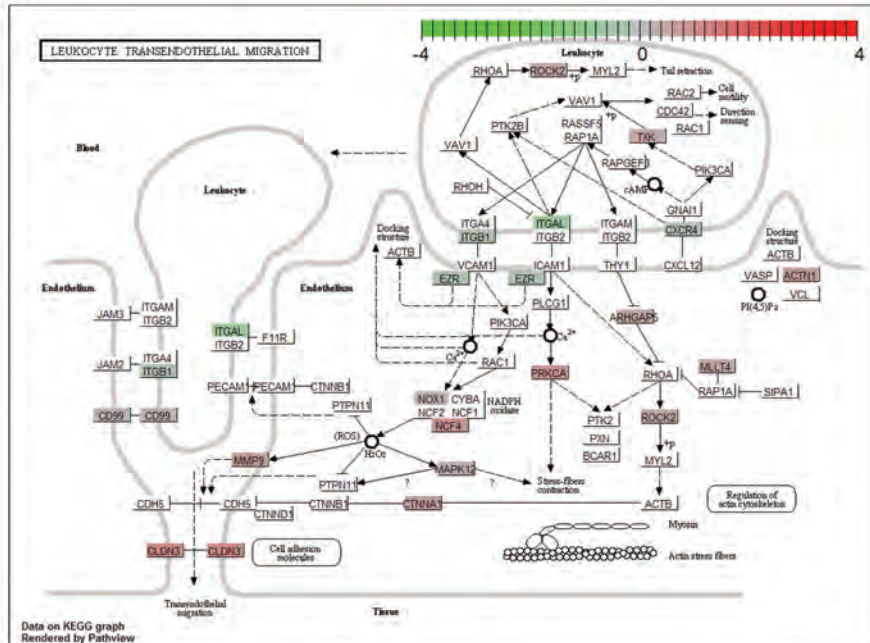 LEUKOCYTE TRANSENDOTHELIAL MIGRATION
-4 0 4
Leukocyte
RHOA ROCK2 +p MYL2 Tail retraction
VAV1 RAC2 Cell motility
PTK2B +p CDC42 Direction sensing
RASSF5 RAC1
RAP1A TXK
VAV1
RAPGEF3 PIK3CA
cAMP
RHOH GNAI1
Blood
Leukocyte
ITGA4 ITGAL ITGAM CXCR4
ITGB1 ITGB2 ITGB2
Docking structure
ACTB
VCAM1 ICAM1 THY1 CXCL12
Docking structure
ACTB
Endothelium Endothelium
EZR EZR
VASP ACTN1
PI(4,5)P2 VCL
PLCG1
JAM3 ITGAM
ITGB2
ITGAL F11R
ITGB2
PIK3CA ARHGAP5
Ca2+ Ca2+
JAM2 ITGA4
ITGB1
RAC1
PRKCA RHOA MLLT4
RAP1A SIPA1
PECAM1 PECAM1 CTNNB1
NOX1 CYBA NADPH oxidase
NCF2 NCF1
NCF4
PTPN11
CD99 CD99
PTK2 ROCK2
PXN +p
BCAR1 MYL2
(ROS)
H2O2
MMP9 MAPK12
? ?
PTPN11
Stress-fibers contraction
CDH5 CDH5 CTNNB1 CTNNA1 ACTB
CTNND1
Regulation of actin cytoskeleton
Myosin
Actin stress fibers
CLDN3 CLDN3 Cell adhesion molecules
Transendothelial migration
Tissue
Data on KEGG graph
Rendered by Pathview